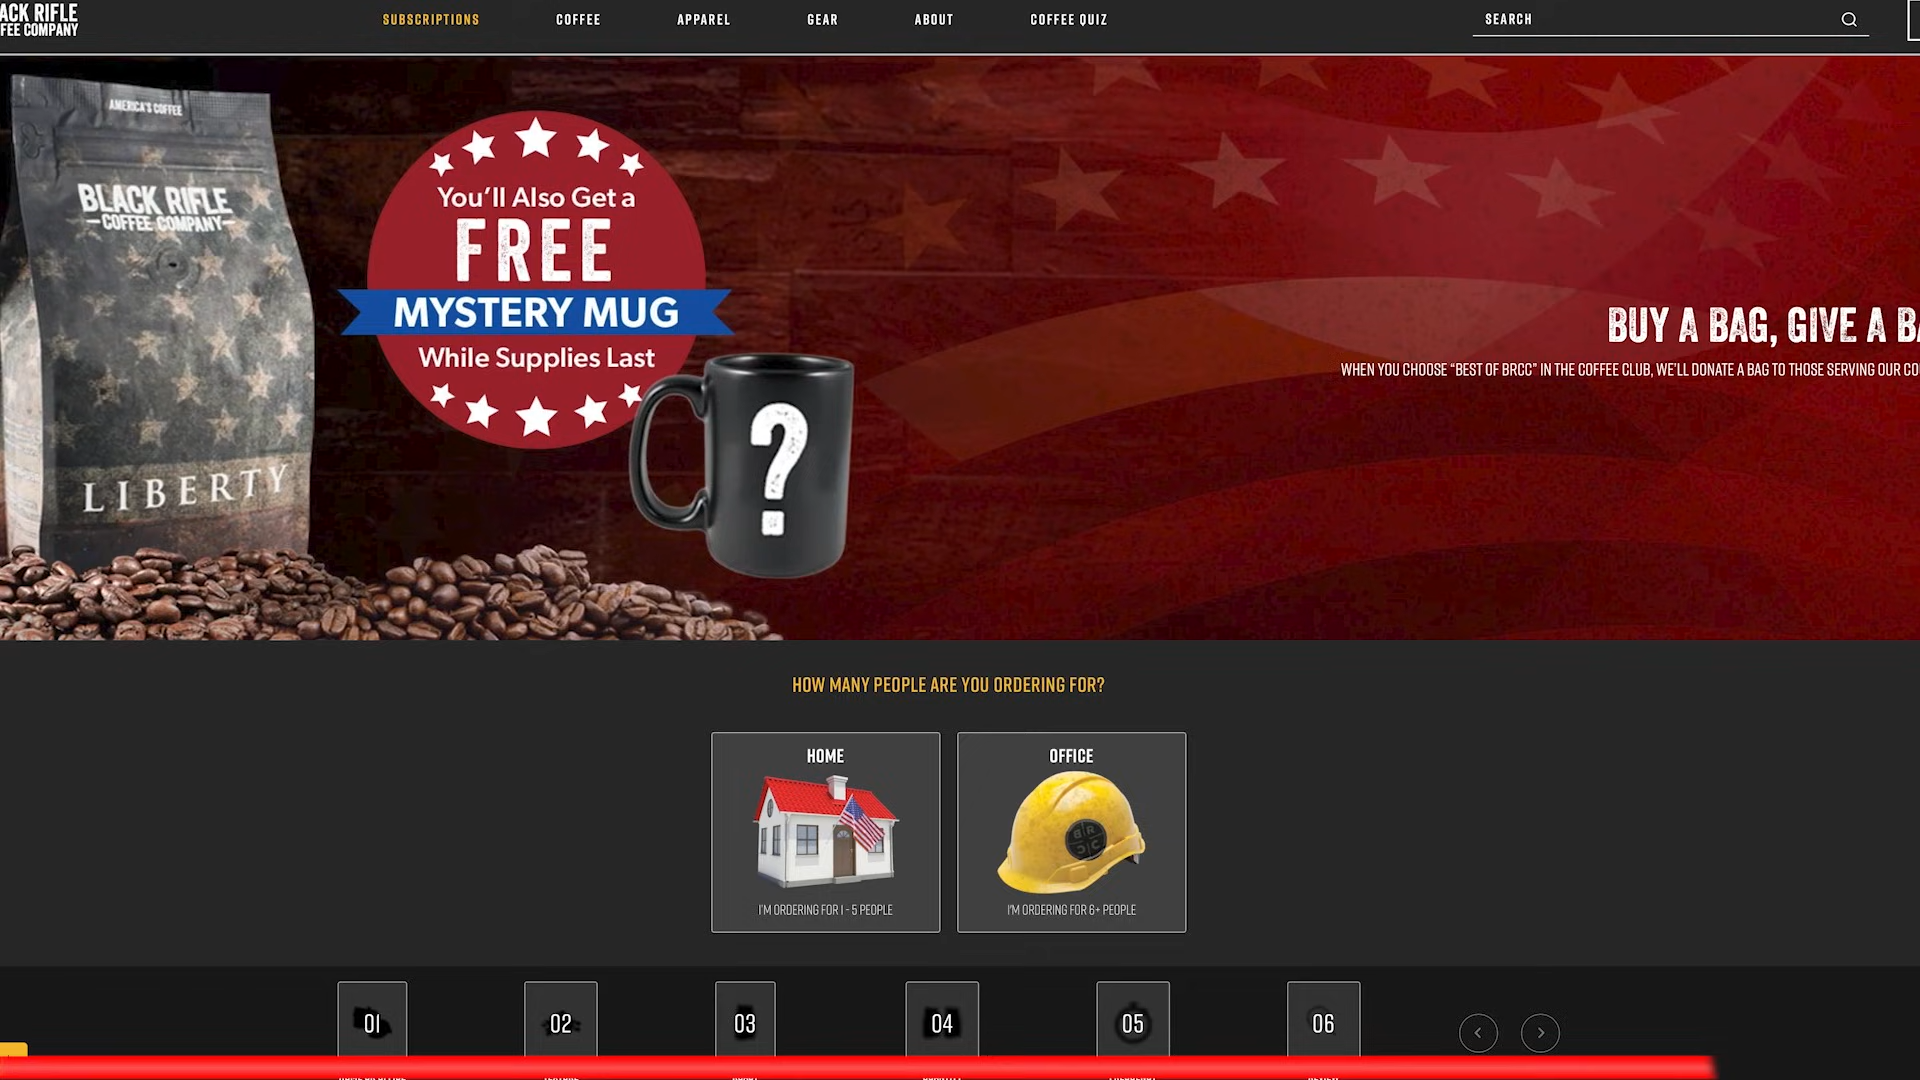 ACK RIFLE
FEE COMPANY
SUBSCRIPTIONS
COFFEE
APPAREL
GEAR
ABOUT
COFFEE QUIZ
SEARCH
AMERICA'S COFFEE
BLACK RIFLE
COFFEE COMPANY
LIBERTY
You'll Also Get a
FREE
MYSTERY MUG
While Supplies Last
?
BUY A BAG, GIVE A BA
WHEN YOU CHOOSE “BEST OF BRCC” IN THE COFFEE CLUB, WE'LL DONATE A BAG TO THOSE SERVING OUR COU
HOW MANY PEOPLE ARE YOU ORDERING FOR?
HOME
I'M ORDERING FOR 1 - 5 PEOPLE
OFFICE
BRCC
I'M ORDERING FOR 6+ PEOPLE
01
02
03
04
05
06